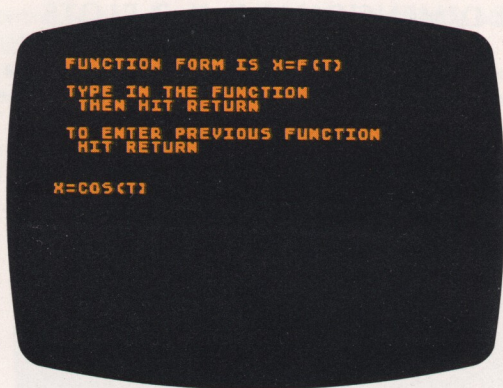 FUNCTION FORM IS X=F(T)
TYPE IN THE FUNCTION
THEN HIT RETURN
TO ENTER PREVIOUS FUNCTION
HIT RETURN
X=COS(T)